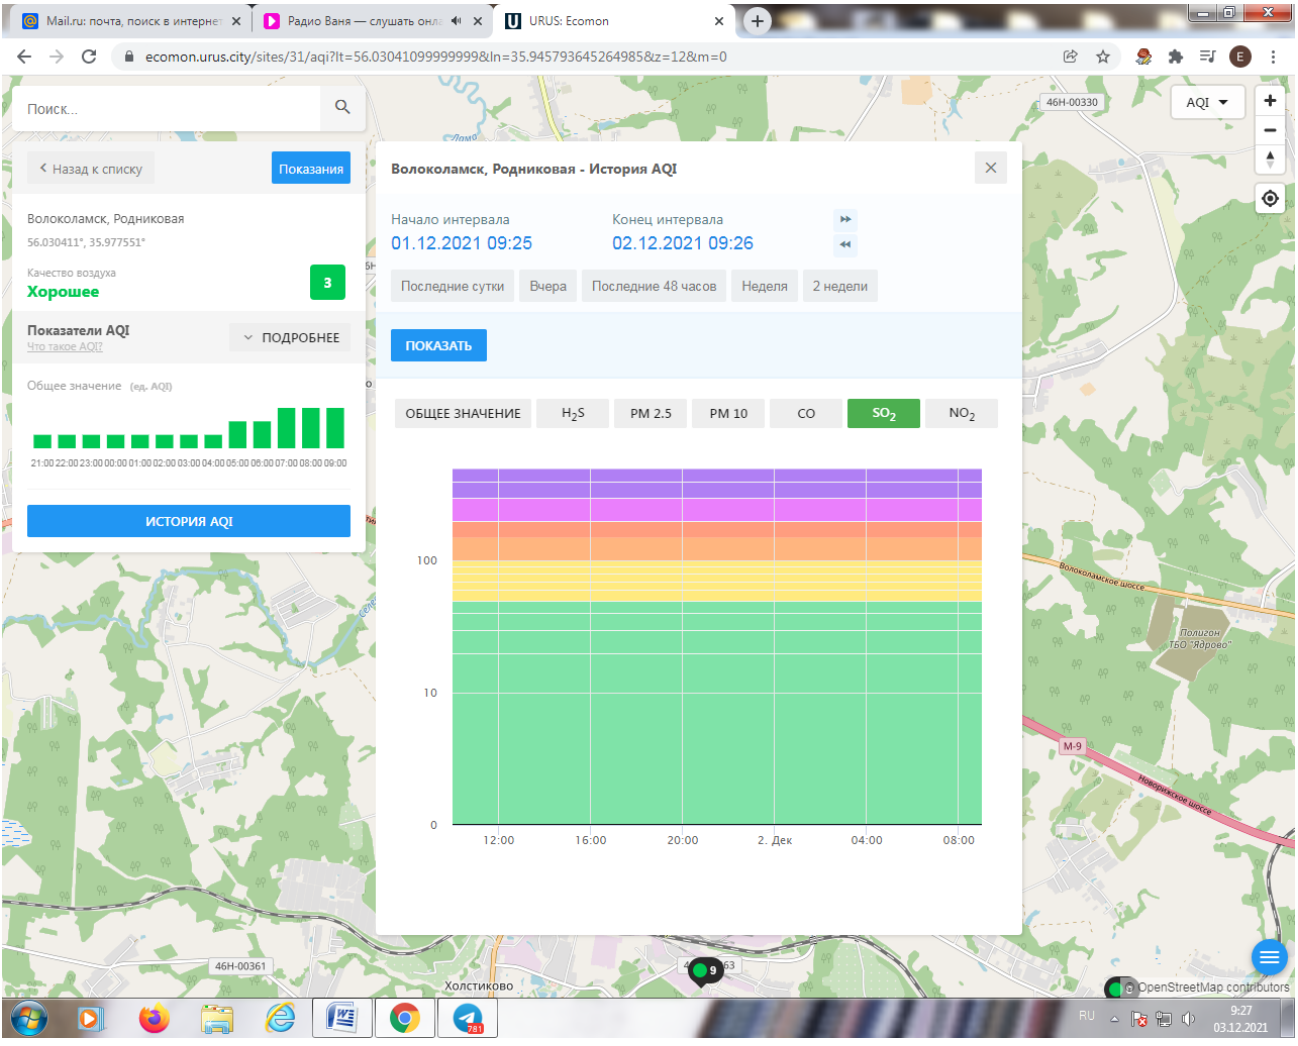 Mail.ru: почта, поиск в интернет
Радио Ваня — слушать онла
URUS: Ecomon
ecomon.urus.city/sites/31/aqi?lt=56.03041099999999&ln=35.945793645264985&z=12&m=0
E
Поиск...
46Н-00330
AQI
Назад к списку
Показания
Волоколамск, Родниковая
56.030411°, 35.977551°
Качество воздуха
Хорошее
3
Показатели AQI
Что такое AQI?
ПОДРОБНЕЕ
Общее значение (ед. AQI)
21:00 22:00 23:00 00:00 01:00 02:00 03:00 04:00 05:00 06:00 07:00 08:00 09:00
ИСТОРИЯ AQI
Волоколамск, Родниковая - История AQI
Начало интервала
Конец интервала
01.12.2021 09:25
02.12.2021 09:26
Последние сутки
Вчера
Последние 48 часов
Неделя
2 недели
ПОКАЗАТЬ
ОБЩЕЕ ЗНАЧЕНИЕ
H₂S
PM 2.5
PM 10
CO
SO₂
NO₂
100
10
0
12:00
16:00
20:00
2. Дек
04:00
08:00
Волоколамское шоссе
Полигон
ТБО "Ядрово"
М-9
Новорижское шоссе
46Н-00361
Холстиково
9
OpenStreetMap contributors
781
RU
9:27
03.12.2021